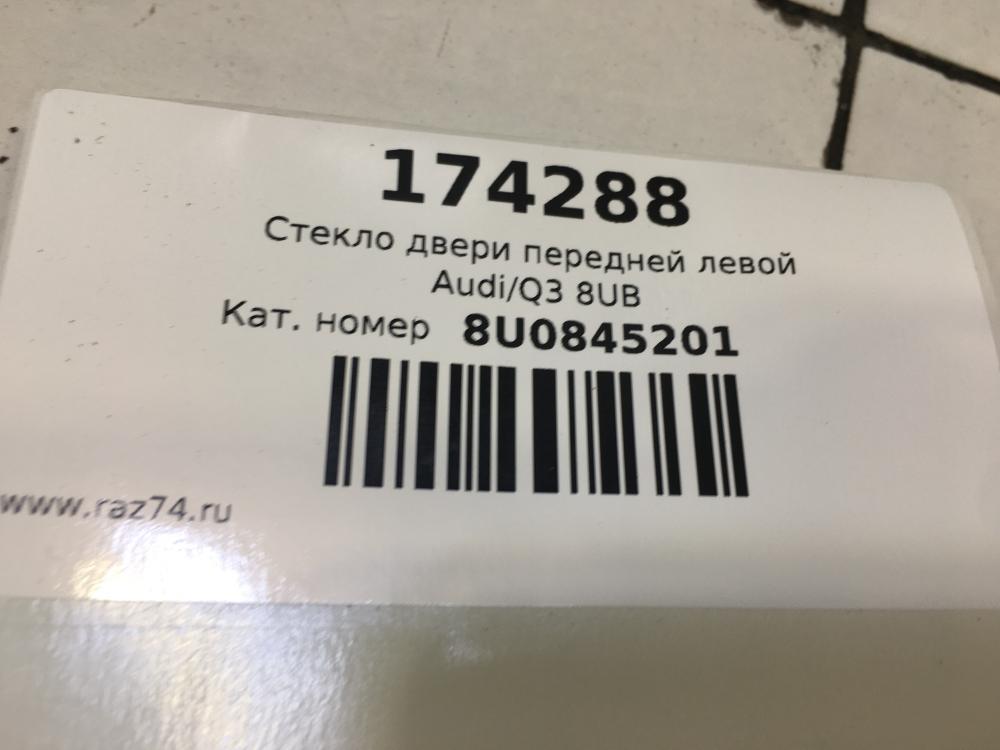 174288
Стекло двери передней левой
Audi/Q3 8UB
Кат. номер 8U0845201
www.raz74.ru